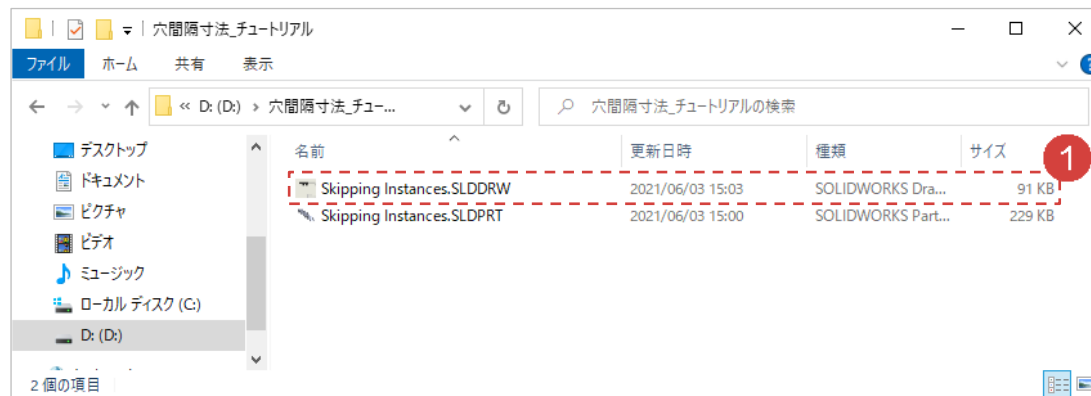 穴間隔寸法_チュートリアル
ファイル ホーム 共有 表示
« D: (D:) › 穴間隔寸法_チュー... 穴間隔寸法_チュートリアルの検索
デスクトップ
ドキュメント
ピクチャ
ビデオ
ミュージック
ローカル ディスク (C:)
D: (D:)
名前 更新日時 種類 サイズ
1
Skipping Instances.SLDDRW 2021/06/03 15:03 SOLIDWORKS Dra... 91 KB
Skipping Instances.SLDPRT 2021/06/03 15:00 SOLIDWORKS Part... 229 KB
2 個の項目